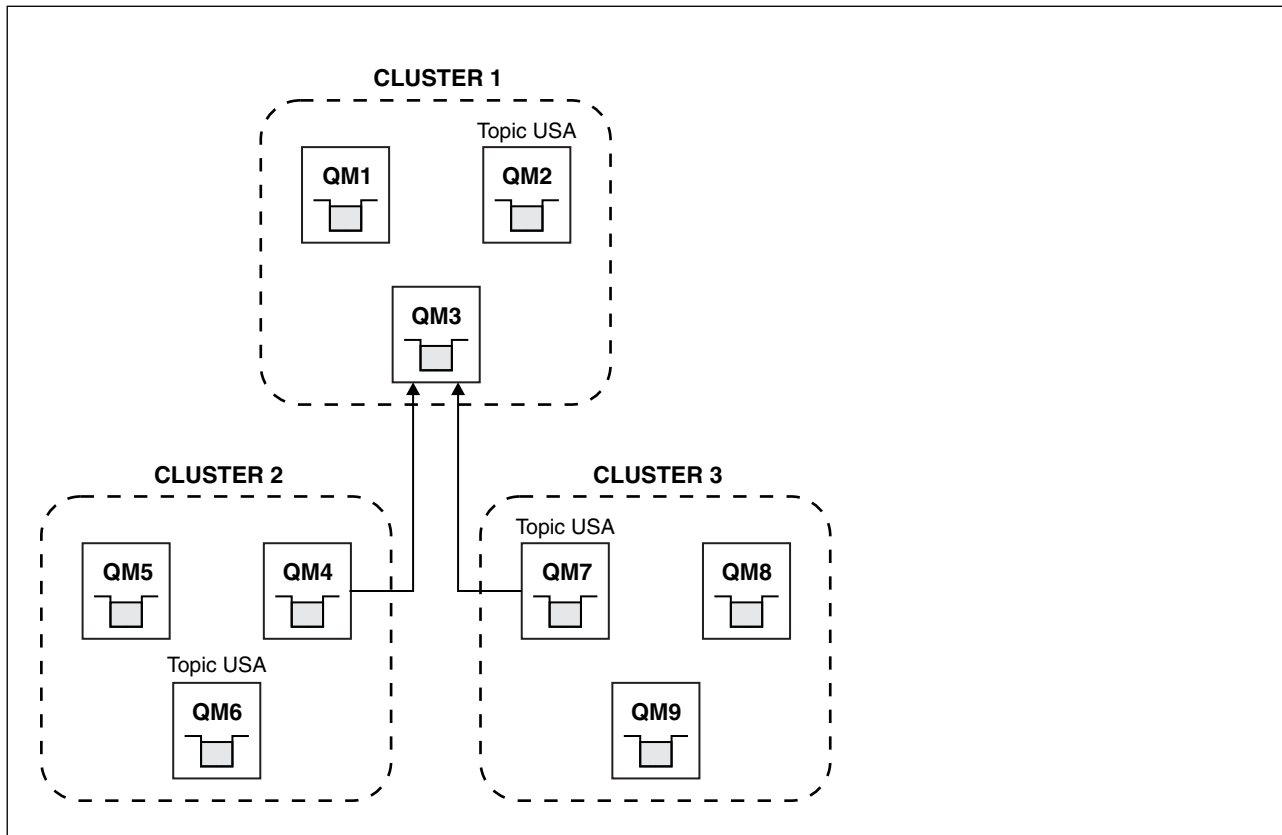 CLUSTER 1
Topic USA
QM1
QM2
QM3
CLUSTER 2
CLUSTER 3
Topic USA
QM5
QM4
QM7
QM8
Topic USA
QM6
QM9